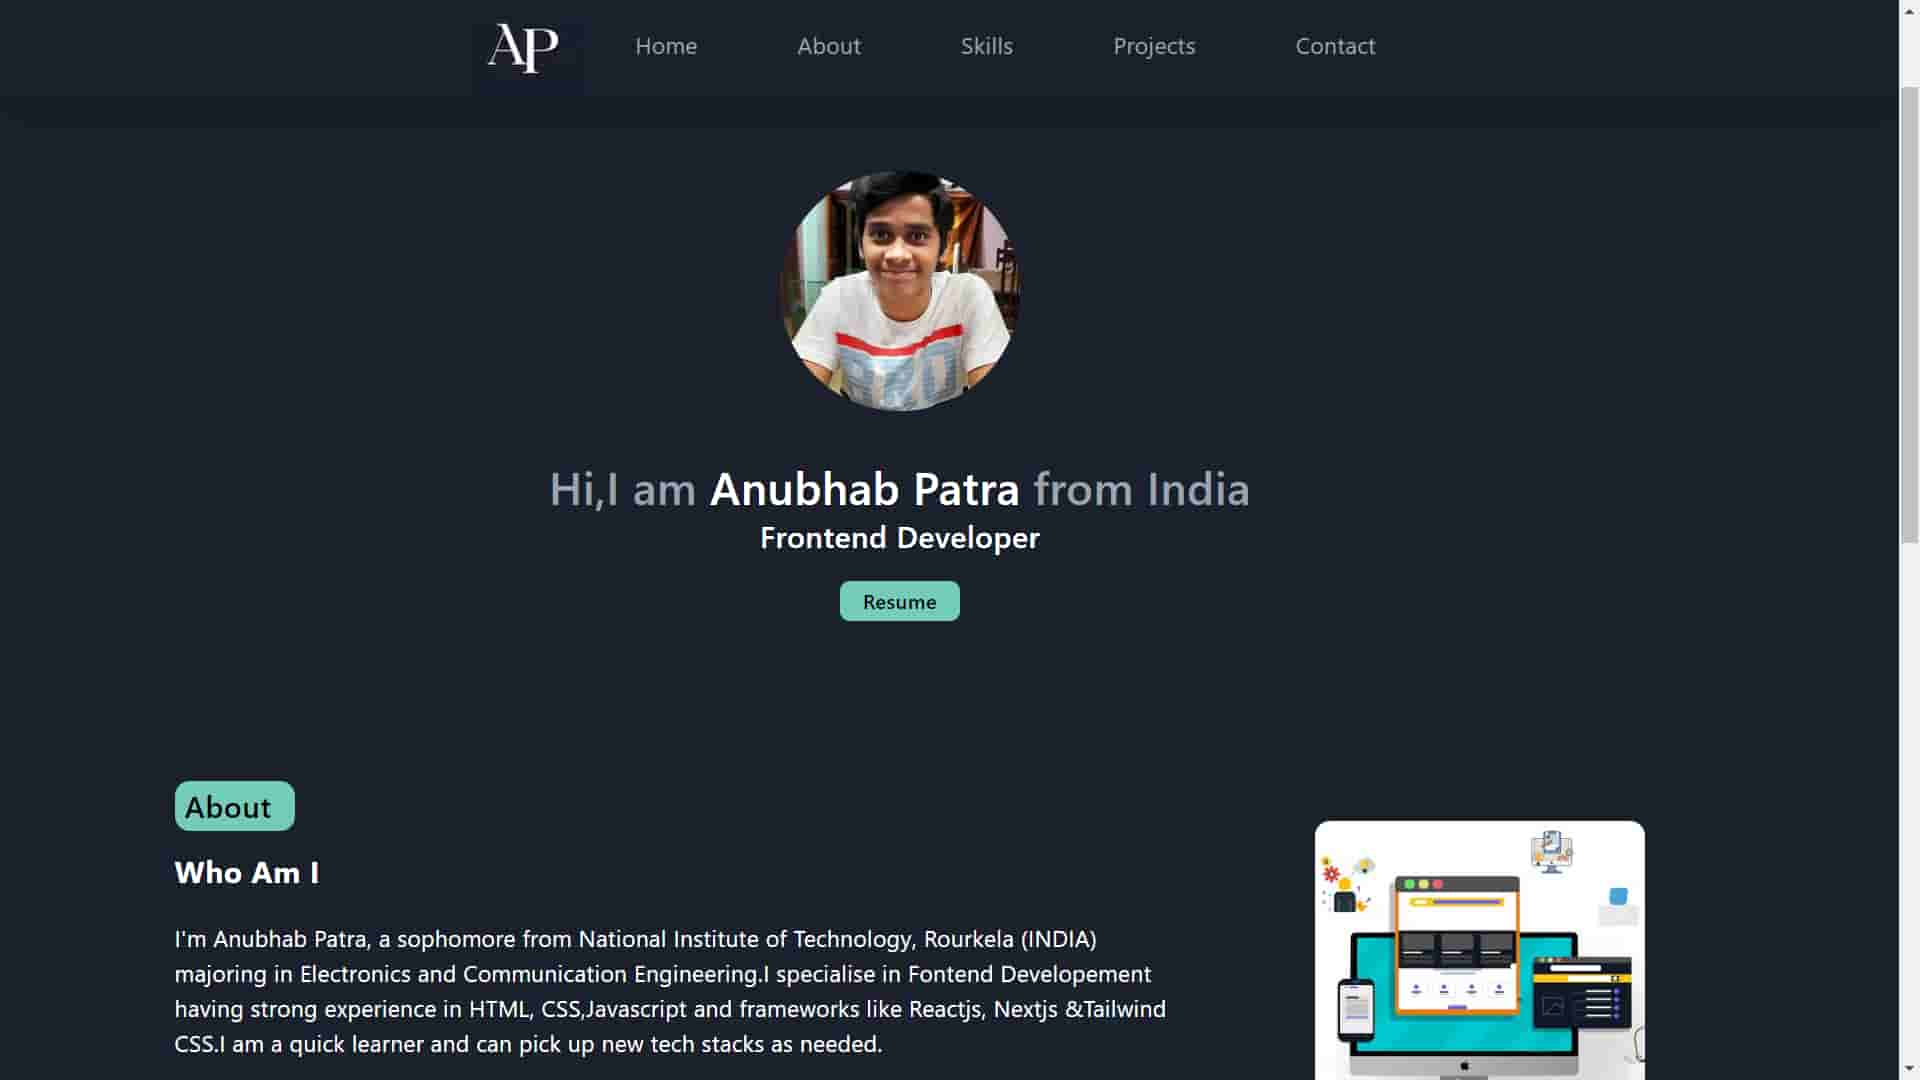 AP
Home About Skills Projects Contact
Hi,I am Anubhab Patra from India
Frontend Developer
Resume
About
Who Am I
I'm Anubhab Patra, a sophomore from National Institute of Technology, Rourkela (INDIA)
majoring in Electronics and Communication Engineering.I specialise in Fontend Developement
having strong experience in HTML, CSS,Javascript and frameworks like Reactjs, Nextjs &Tailwind
CSS.I am a quick learner and can pick up new tech stacks as needed.